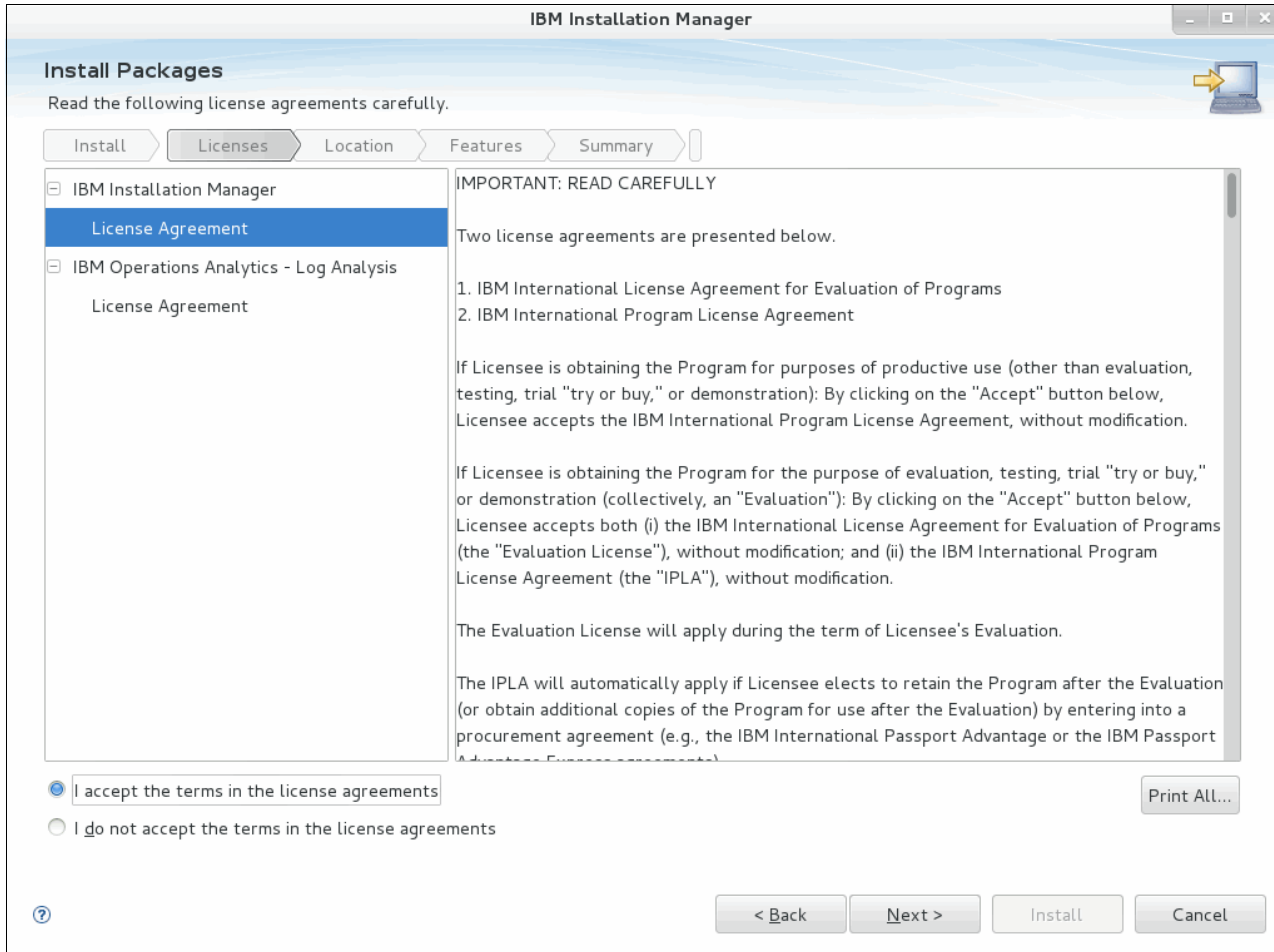 IBM Installation Manager
Install Packages
Read the following license agreements carefully.
Install
Licenses
Location
Features
Summary
IBM Installation Manager
License Agreement
IBM Operations Analytics - Log Analysis
License Agreement
IMPORTANT: READ CAREFULLY
Two license agreements are presented below.
1. IBM International License Agreement for Evaluation of Programs
2. IBM International Program License Agreement
If Licensee is obtaining the Program for purposes of productive use (other than evaluation,
testing, trial "try or buy," or demonstration): By clicking on the "Accept" button below,
Licensee accepts the IBM International Program License Agreement, without modification.
If Licensee is obtaining the Program for the purpose of evaluation, testing, trial "try or buy,"
or demonstration (collectively, an "Evaluation"): By clicking on the "Accept" button below,
Licensee accepts both (i) the IBM International License Agreement for Evaluation of Programs
(the "Evaluation License"), without modification; and (ii) the IBM International Program
License Agreement (the "IPLA"), without modification.
The Evaluation License will apply during the term of Licensee's Evaluation.
The IPLA will automatically apply if Licensee elects to retain the Program after the Evaluation
(or obtain additional copies of the Program for use after the Evaluation) by entering into a
procurement agreement (e.g., the IBM International Passport Advantage or the IBM Passport
Advantage Express agreements).
I accept the terms in the license agreements
I do not accept the terms in the license agreements
Print All...
< Back
Next >
Install
Cancel